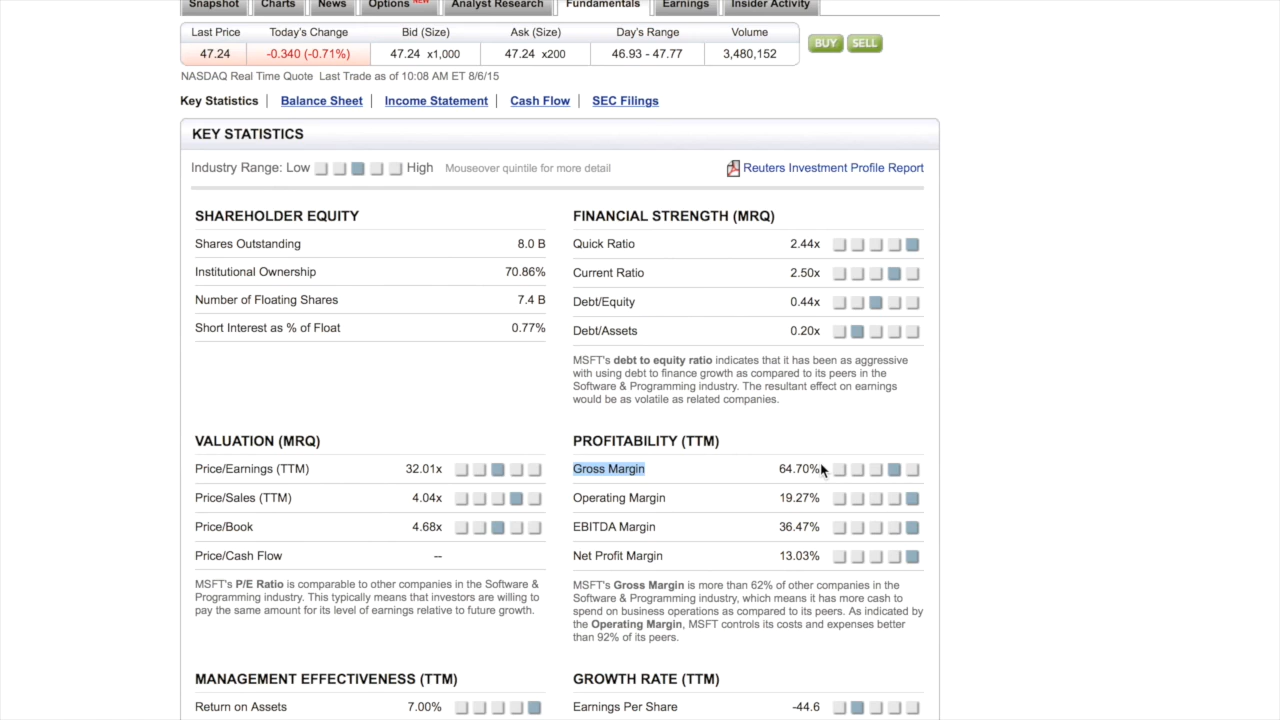 Snapshot Charts News Options NEW Analyst Research Fundamentals Earnings Insider Activity
Last Price Today's Change Bid (Size) Ask (Size) Day's Range Volume
47.24 -0.340 (-0.71%) 47.24 x1,000 47.24 x200 46.93 - 47.77 3,480,152 BUY SELL
NASDAQ Real Time Quote Last Trade as of 10:08 AM ET 8/6/15
Key Statistics | Balance Sheet | Income Statement | Cash Flow | SEC Filings
KEY STATISTICS
Industry Range: Low High Mouseover quintile for more detail Reuters Investment Profile Report
SHAREHOLDER EQUITY
Shares Outstanding 8.0 B
Institutional Ownership 70.86%
Number of Floating Shares 7.4 B
Short Interest as % of Float 0.77%
FINANCIAL STRENGTH (MRQ)
Quick Ratio 2.44x
Current Ratio 2.50x
Debt/Equity 0.44x
Debt/Assets 0.20x
MSFT's debt to equity ratio indicates that it has been as aggressive
with using debt to finance growth as compared to its peers in the
Software & Programming industry. The resultant effect on earnings
would be as volatile as related companies.
VALUATION (MRQ)
Price/Earnings (TTM) 32.01x
Price/Sales (TTM) 4.04x
Price/Book 4.68x
Price/Cash Flow --
MSFT's P/E Ratio is comparable to other companies in the Software &
Programming industry. This typically means that investors are willing to
pay the same amount for its level of earnings relative to future growth.
PROFITABILITY (TTM)
Gross Margin 64.70%
Operating Margin 19.27%
EBITDA Margin 36.47%
Net Profit Margin 13.03%
MSFT's Gross Margin is more than 62% of other companies in the
Software & Programming industry, which means it has more cash to
spend on business operations as compared to its peers. As indicated by
the Operating Margin, MSFT controls its costs and expenses better
than 92% of its peers.
MANAGEMENT EFFECTIVENESS (TTM)
Return on Assets 7.00%
GROWTH RATE (TTM)
Earnings Per Share -44.6